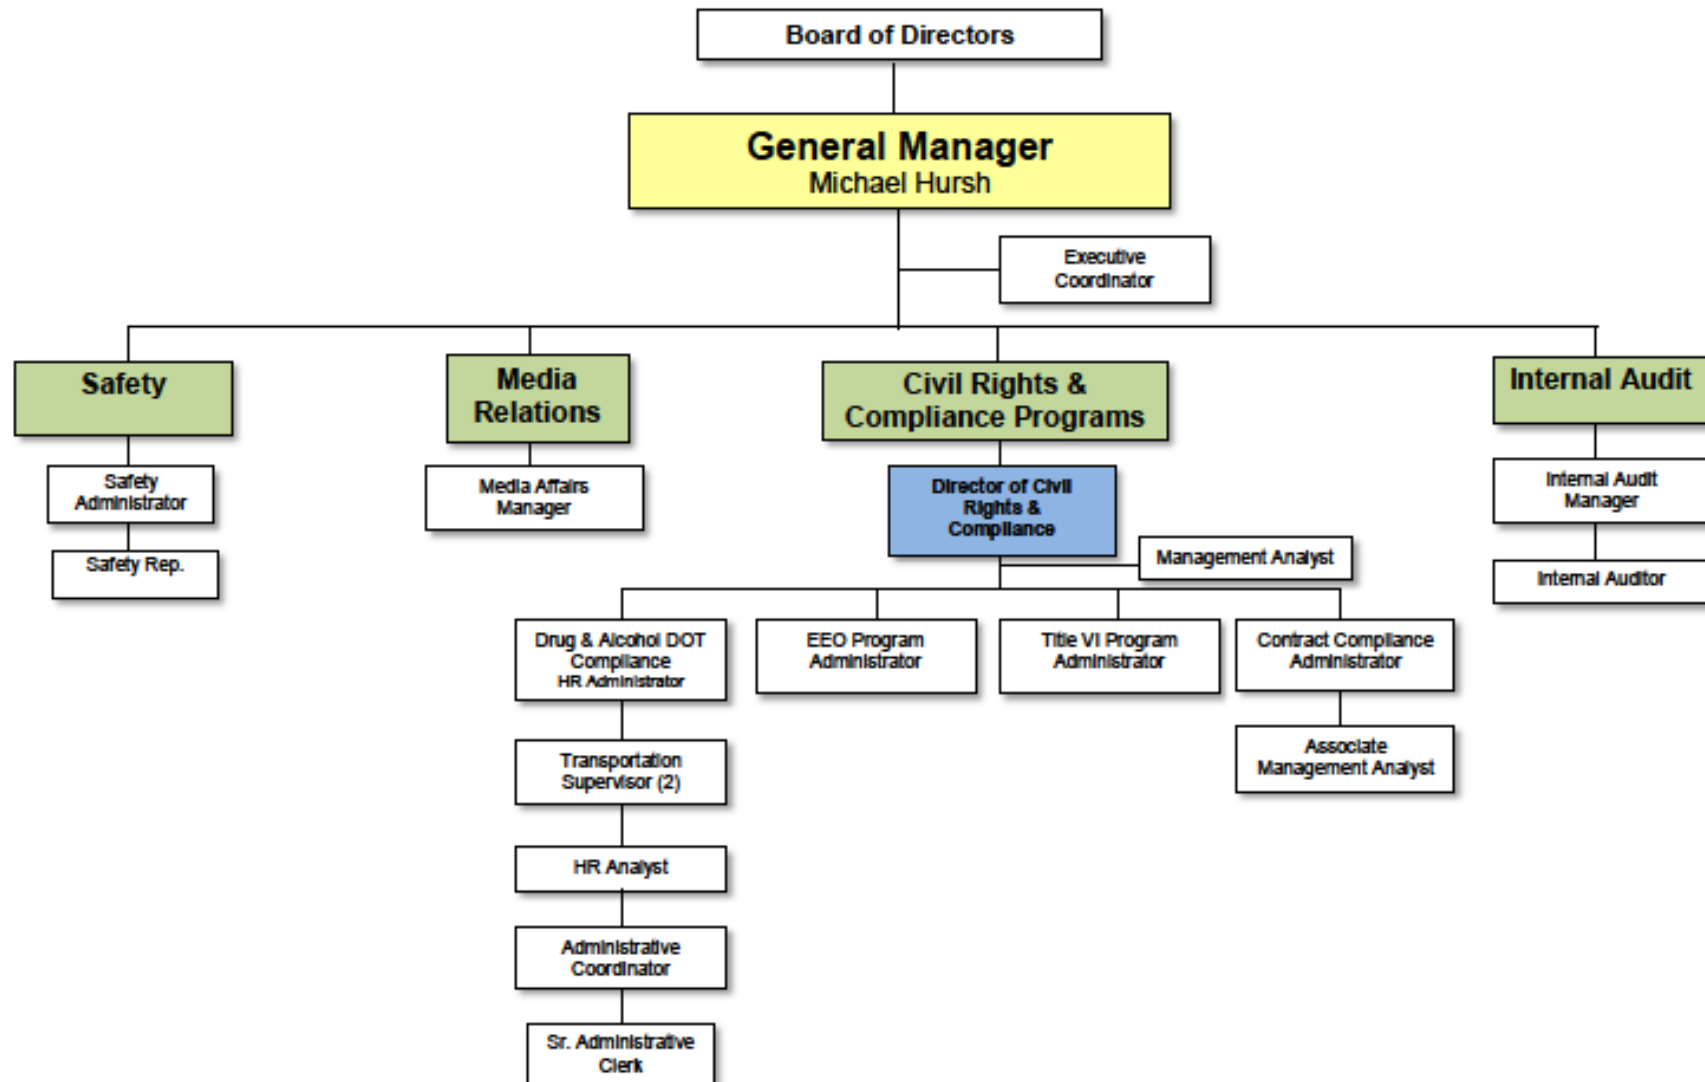 Board of Directors
General Manager
Michael Hursh
Executive
Coordinator
Safety
Media
Relations
Civil Rights &
Compliance Programs
Internal Audit
Safety
Administrator
Safety Rep.
Media Affairs
Manager
Director of Civil
Rights &
Compliance
Management Analyst
Internal Audit
Manager
Internal Auditor
Drug & Alcohol DOT
Compliance
HR Administrator
EEO Program
Administrator
Title VI Program
Administrator
Contract Compliance
Administrator
Transportation
Supervisor (2)
Associate
Management Analyst
HR Analyst
Administrative
Coordinator
Sr. Administrative
Clerk